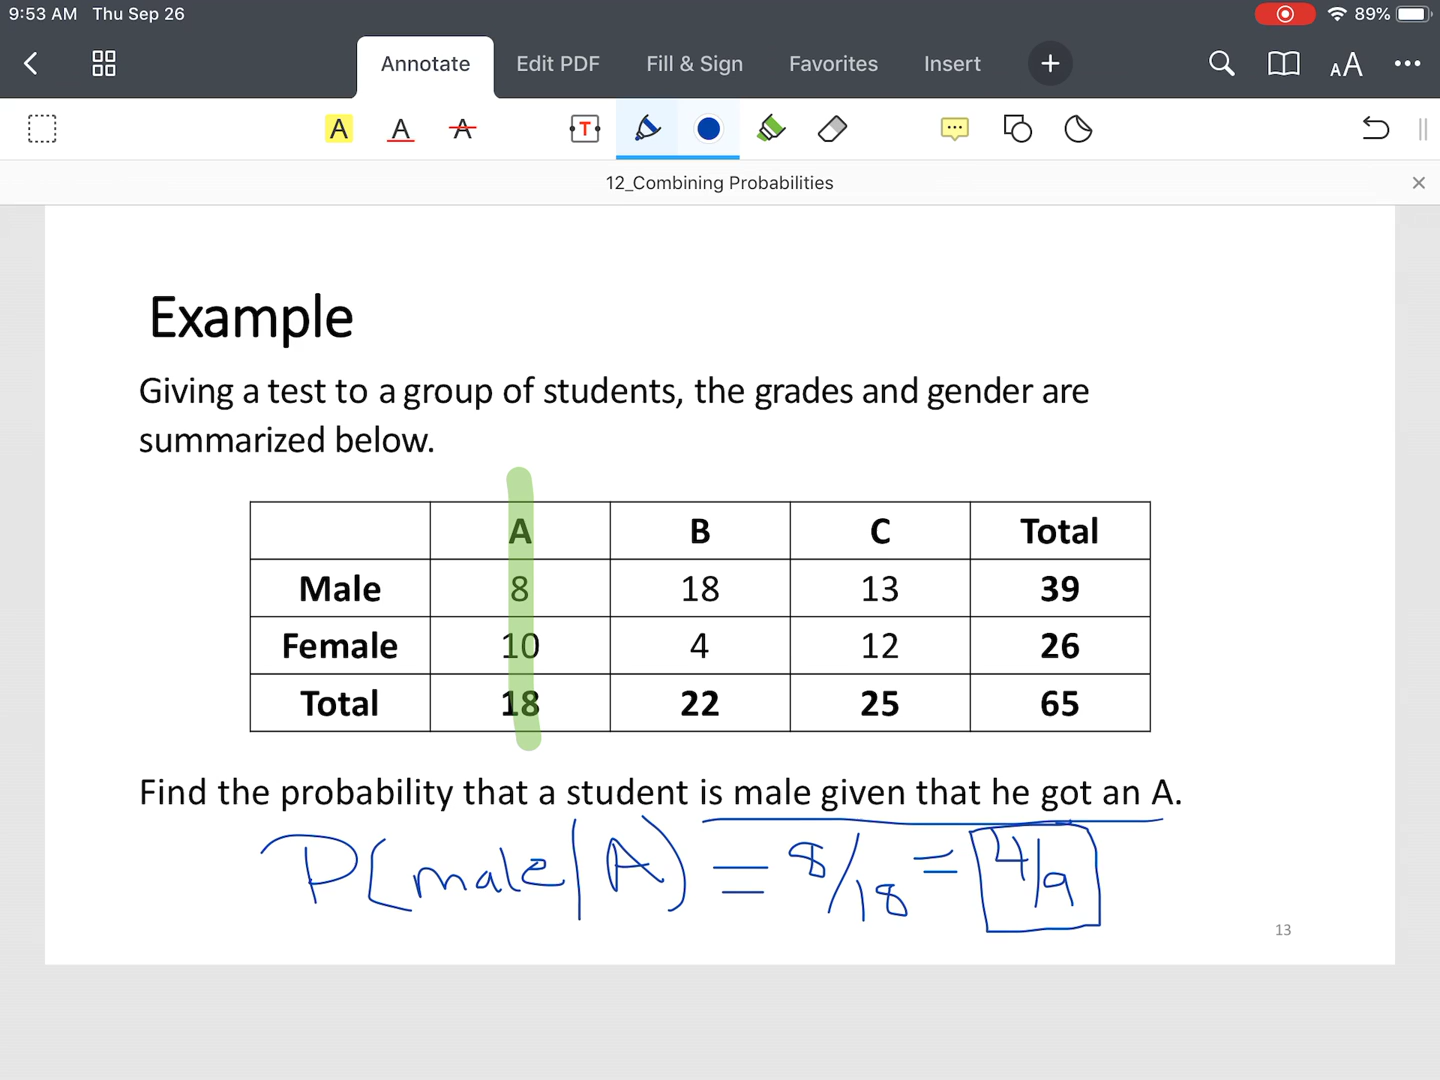 9:53 AM Thu Sep 26 89%
Annotate Edit PDF Fill & Sign Favorites Insert +
A A A T
12_Combining Probabilities
Example
Giving a test to a group of students, the grades and gender are
summarized below.
A B C Total
Male 8 18 13 39
Female 10 4 12 26
Total 18 22 25 65
Find the probability that a student is male given that he got an A.
P(male|A) = 8/18 = 4/9
13